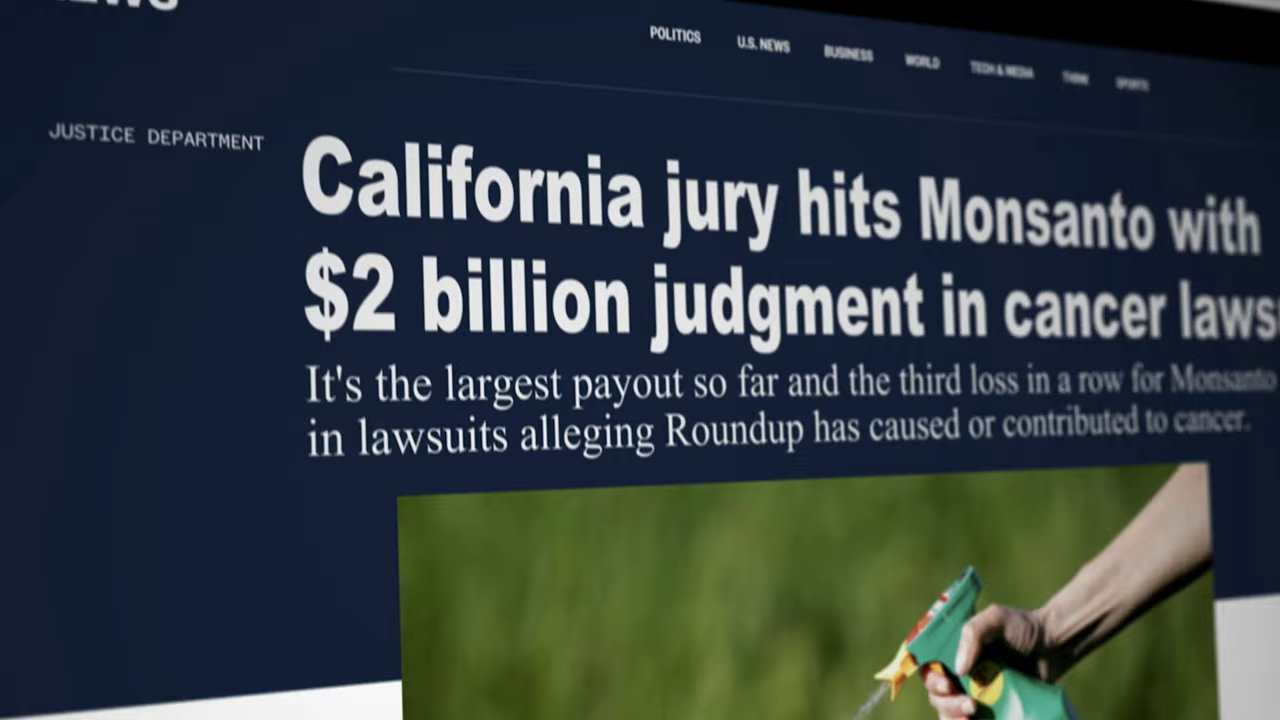 POLITICS U.S. NEWS BUSINESS WORLD TECH & MEDIA THINK SPORTS
JUSTICE DEPARTMENT
California jury hits Monsanto with
$2 billion judgment in cancer laws
It's the largest payout so far and the third loss in a row for Monsanto
in lawsuits alleging Roundup has caused or contributed to cancer.